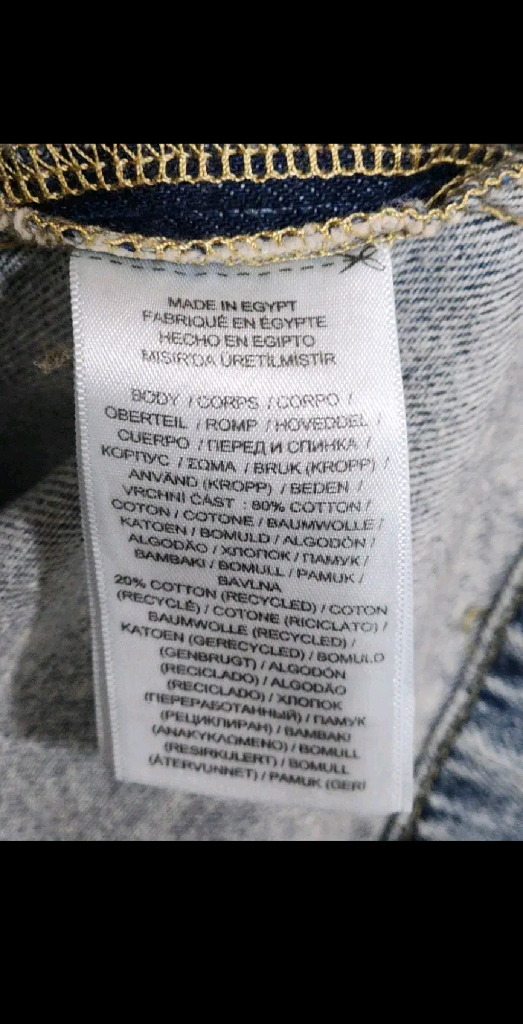 MADE IN EGYPT
FABRIQUÉ EN ÉGYPTE
HECHO EN EGIPTO
MISIR'DA ÜRETILMISTIR
BODY / CORPS / CORPO /
OBERTEIL / ROMP / HOVEDDEL /
CUERPO / ПЕРЕД И СПИНКА /
КОРПУС / ΣΩΜΑ / BRUK (KROPP) /
ANVÄND (KROPP) / BEDEN /
VRCHNI ČÁST : 80% COTTON /
COTON / COTONE / BAUMWOLLE /
KATOEN / BOMULD / ALGODÓN /
ALGODÃO / ХЛОПОК / ПАМУК /
BAMBAKI / BOMULL / PAMUK /
BAVLNA
20% COTTON (RECYCLED) / COTON
(RECYCLÉ) / COTONE (RICICLATO) /
BAUMWOLLE (RECYCLED) /
KATOEN (GERECYCLED) / BOMULD
(GENBRUGT) / ALGODÓN
(RECICLADO) / ALGODÃO
(RECICLADO) / ХЛОПОК
(ПЕРЕРАБОТАННЫЙ) / ПАМУК
(РЕЦИКЛИРАН) / BAMBAKI
(ΑΝΑΚΥΚΛΩΜΕΝΟ) / BOMULL
(RESIRKULERT) / BOMULL
(ÅTERVUNNET) / PAMUK (GERI